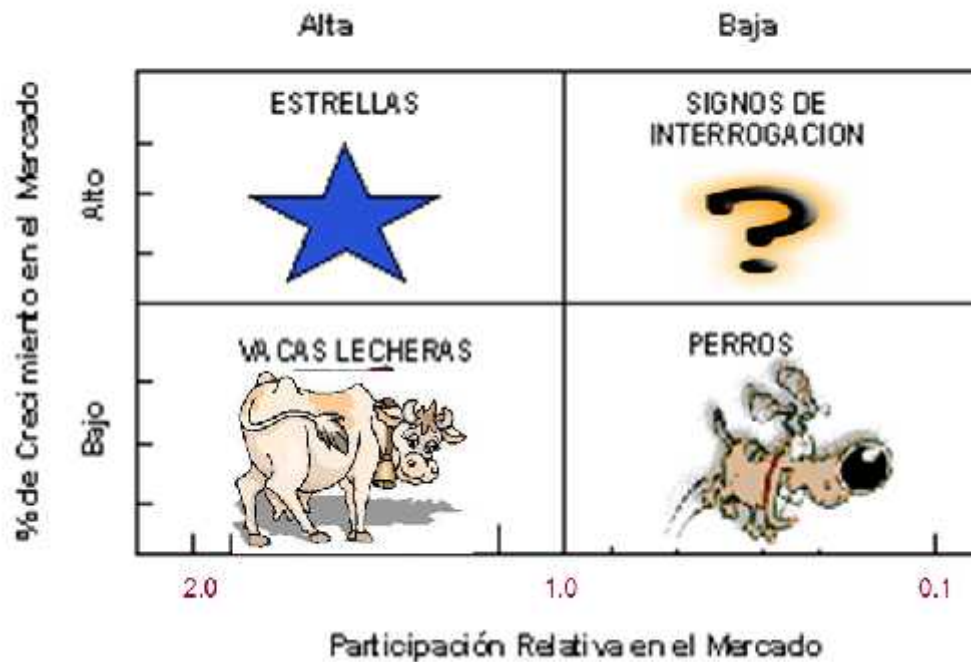 Alta
Baja
% de Crecimiento en el Mercado
Alto
Bajo
ESTRELLAS
SIGNOS DE
INTERROGACION
?
VACAS LECHERAS
PERROS
2.0
1.0
0.1
Participación Relativa en el Mercado